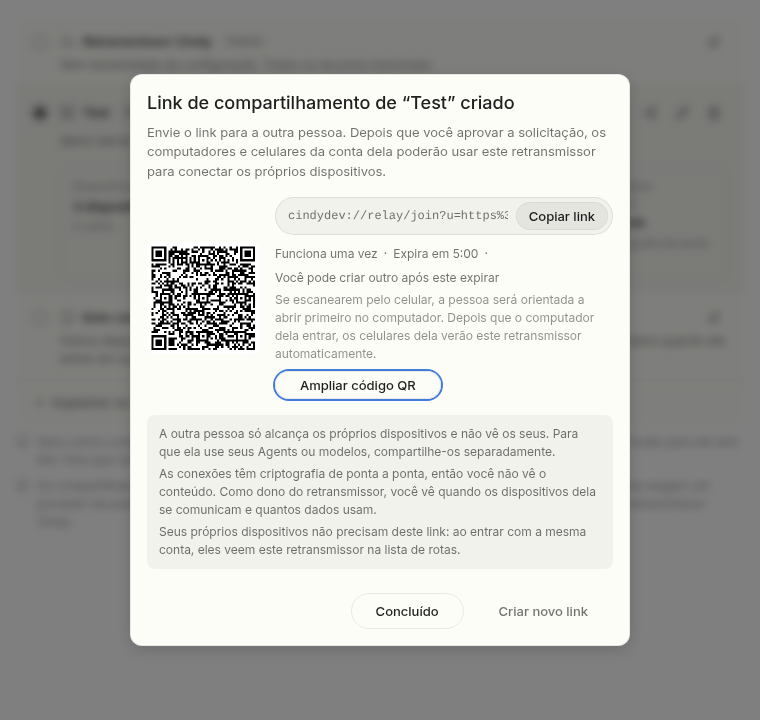 Link de compartilhamento de “Test” criado
Envie o link para a outra pessoa. Depois que você aprovar a solicitação, os
computadores e celulares da conta dela poderão usar este retransmissor
para conectar os próprios dispositivos.
cindydev://relay/join?u=https%3
Copiar link
Funciona uma vez · Expira em 5:00 ·
Você pode criar outro após este expirar
Se escanearem pelo celular, a pessoa será orientada a
abrir primeiro no computador. Depois que o computador
dela entrar, os celulares dela verão este retransmissor
automaticamente.
Ampliar código QR
A outra pessoa só alcança os próprios dispositivos e não vê os seus. Para
que ela use seus Agents ou modelos, compartilhe-os separadamente.
As conexões têm criptografia de ponta a ponta, então você não vê o
conteúdo. Como dono do retransmissor, você vê quando os dispositivos dela
se comunicam e quantos dados usam.
Seus próprios dispositivos não precisam deste link: ao entrar com a mesma
conta, eles veem este retransmissor na lista de rotas.
Concluído
Criar novo link